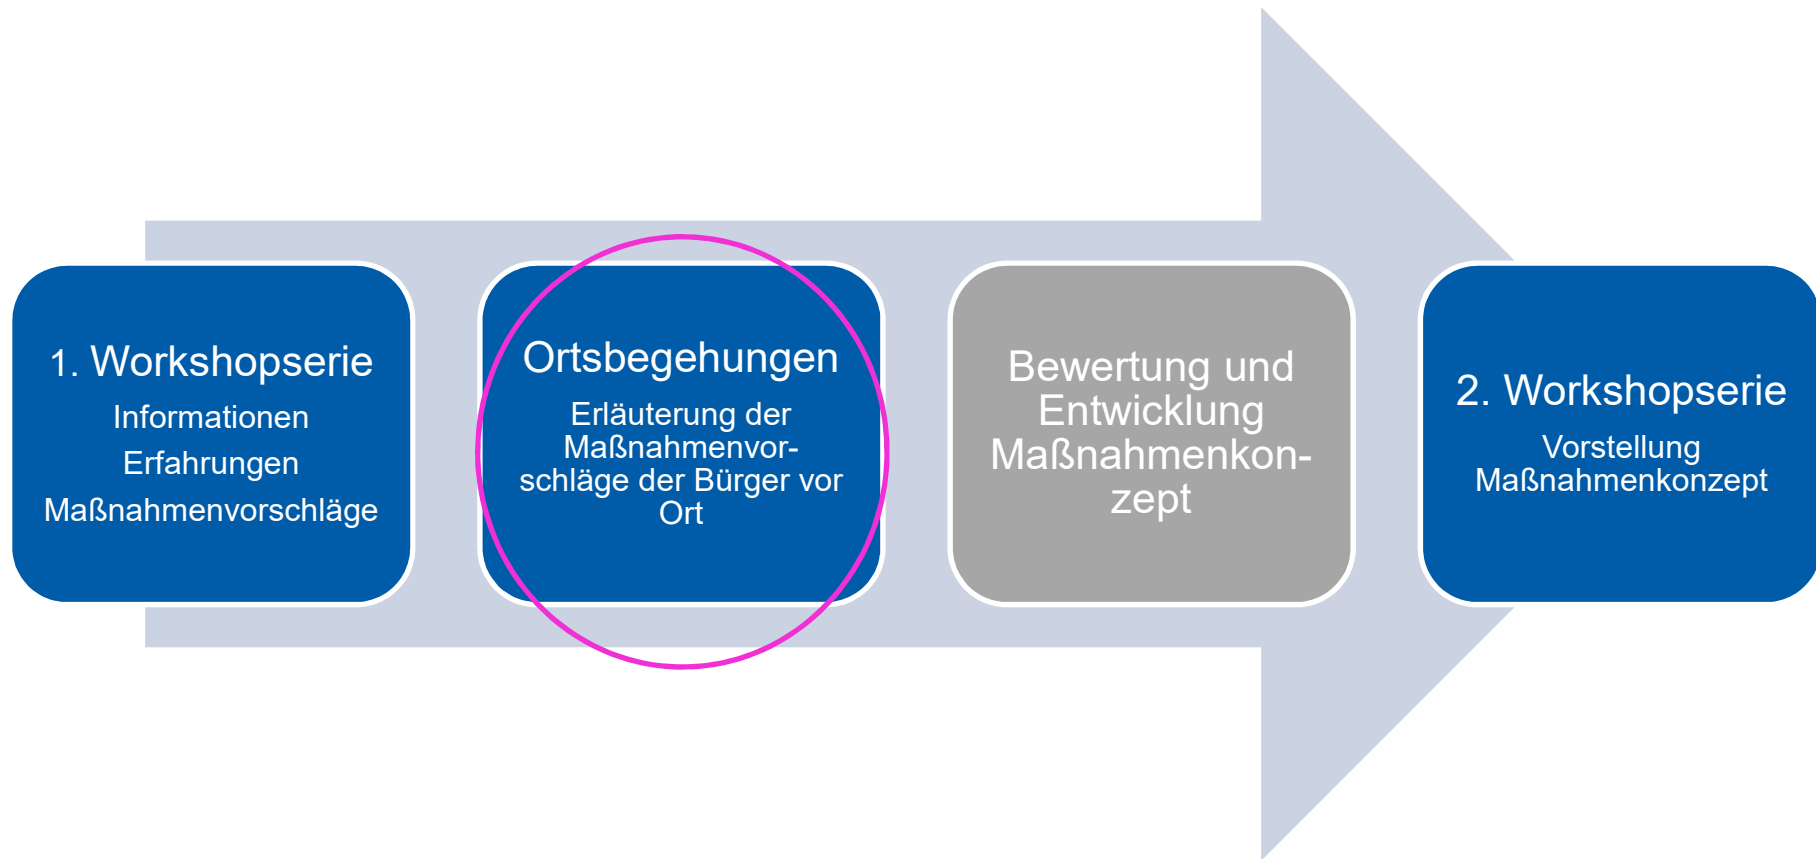 1. Workshopserie
Informationen
Erfahrungen
Maßnahmenvorschläge
Ortsbegehungen
Erläuterung der
Maßnahmenvor-
schläge der Bürger vor
Ort
Bewertung und
Entwicklung
Maßnahmenkon-
zept
2. Workshopserie
Vorstellung
Maßnahmenkonzept